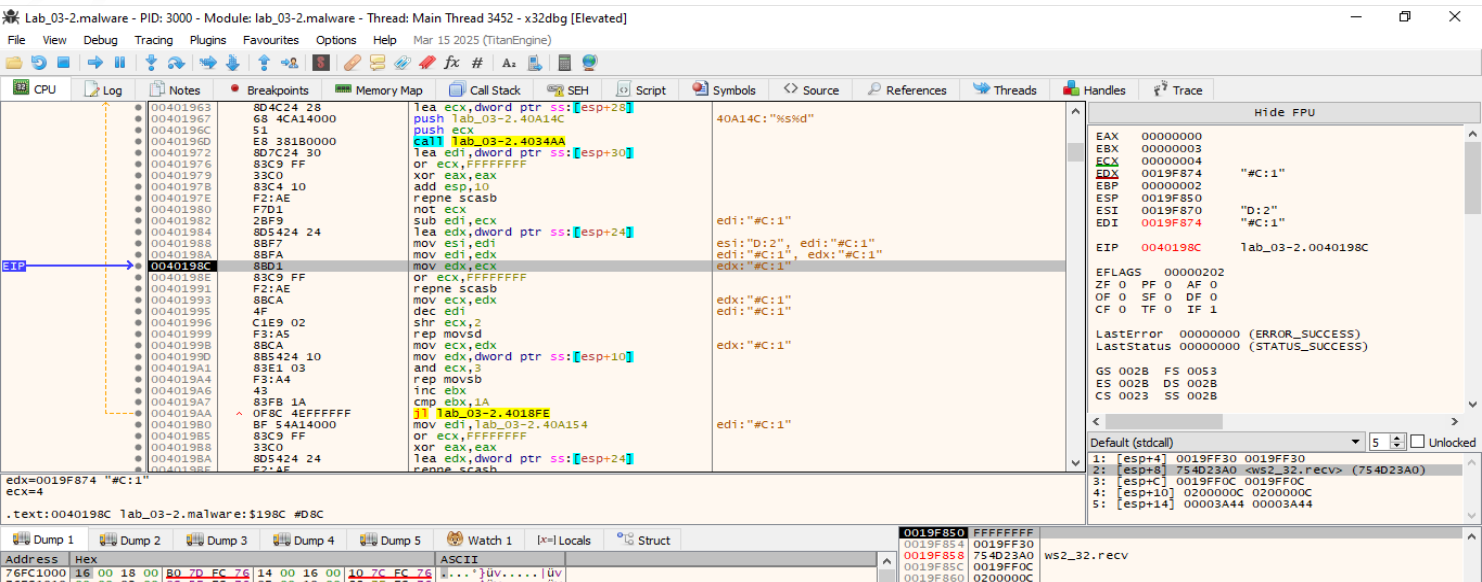 Lab_03-2.malware - PID: 3000 - Module: lab_03-2.malware - Thread: Main Thread 3452 - x32dbg [Elevated]
File View Debug Tracing Plugins Favourites Options Help Mar 15 2025 (TitanEngine)
CPU Log Notes Breakpoints Memory Map Call Stack SEH Script Symbols Source References Threads Handles Trace
00401963 8D4C24 28 lea ecx,dword ptr ss:[esp+28]
00401967 68 4CA14000 push lab_03-2.40A14C 40A14C:"%s%d"
0040196C 51 push ecx
0040196D E8 381B0000 call lab_03-2.4034AA
00401972 8D7C24 30 lea edi,dword ptr ss:[esp+30]
00401976 83C9 FF or ecx,FFFFFFFF
00401979 33C0 xor eax,eax
0040197B 83C4 10 add esp,10
0040197E F2:AE repne scasb
00401980 F7D1 not ecx
00401982 2BF9 sub edi,ecx edi:"#C:1"
00401984 8D5424 24 lea edx,dword ptr ss:[esp+24]
00401988 8BF7 mov esi,edi esi:"D:2", edi:"#C:1"
0040198A 8BFA mov edi,edx edi:"#C:1", edx:"#C:1"
EIP 0040198C 8BD1 mov edx,ecx edx:"#C:1"
0040198E 83C9 FF or ecx,FFFFFFFF
00401991 F2:AE repne scasb
00401993 8BCA mov ecx,edx edx:"#C:1"
00401995 4F dec edi edi:"#C:1"
00401996 C1E9 02 shr ecx,2
00401999 F3:A5 rep movsd
0040199B 8BCA mov ecx,edx edx:"#C:1"
0040199D 8B5424 10 mov edx,dword ptr ss:[esp+10]
004019A1 83E1 03 and ecx,3
004019A4 F3:A4 rep movsb
004019A6 43 inc ebx
004019A7 83FB 1A cmp ebx,1A
004019AA 0F8C 4EFFFFFF jl lab_03-2.4018FE
004019B0 BF 54A14000 mov edi,lab_03-2.40A154 edi:"#C:1"
004019B5 83C9 FF or ecx,FFFFFFFF
004019B8 33C0 xor eax,eax
004019BA 8D5424 24 lea edx,dword ptr ss:[esp+24]
004019BE F2:AE repne scasb
Hide FPU
EAX 00000000
EBX 00000003
ECX 00000004
EDX 0019F874 "#C:1"
EBP 00000002
ESP 0019F850
ESI 0019F870 "D:2"
EDI 0019F874 "#C:1"
EIP 0040198C lab_03-2.0040198C
EFLAGS 00000202
ZF 0 PF 0 AF 0
OF 0 SF 0 DF 0
CF 0 TF 0 IF 1
LastError 00000000 (ERROR_SUCCESS)
LastStatus 00000000 (STATUS_SUCCESS)
GS 002B FS 0053
ES 002B DS 002B
CS 0023 SS 002B
Default (stdcall) 5 Unlocked
1: [esp+4] 0019FF30 0019FF30
2: [esp+8] 754D23A0 <ws2_32.recv> (754D23A0)
3: [esp+C] 0019FF0C 0019FF0C
4: [esp+10] 0200000C 0200000C
5: [esp+14] 00003A44 00003A44
edx=0019F874 "#C:1"
ecx=4
.text:0040198C lab_03-2.malware:$198C #D8C
Dump 1 Dump 2 Dump 3 Dump 4 Dump 5 Watch 1 [x=] Locals Struct
Address Hex ASCII
76FC1000 16 00 18 00 B0 7D FC 76 14 00 16 00 10 7C FC 76 ....°}üv.....|üv
0019F850 FFFFFFFF
0019F854 0019FF30
0019F858 754D23A0 ws2_32.recv
0019F85C 0019FF0C
0019F860 0200000C